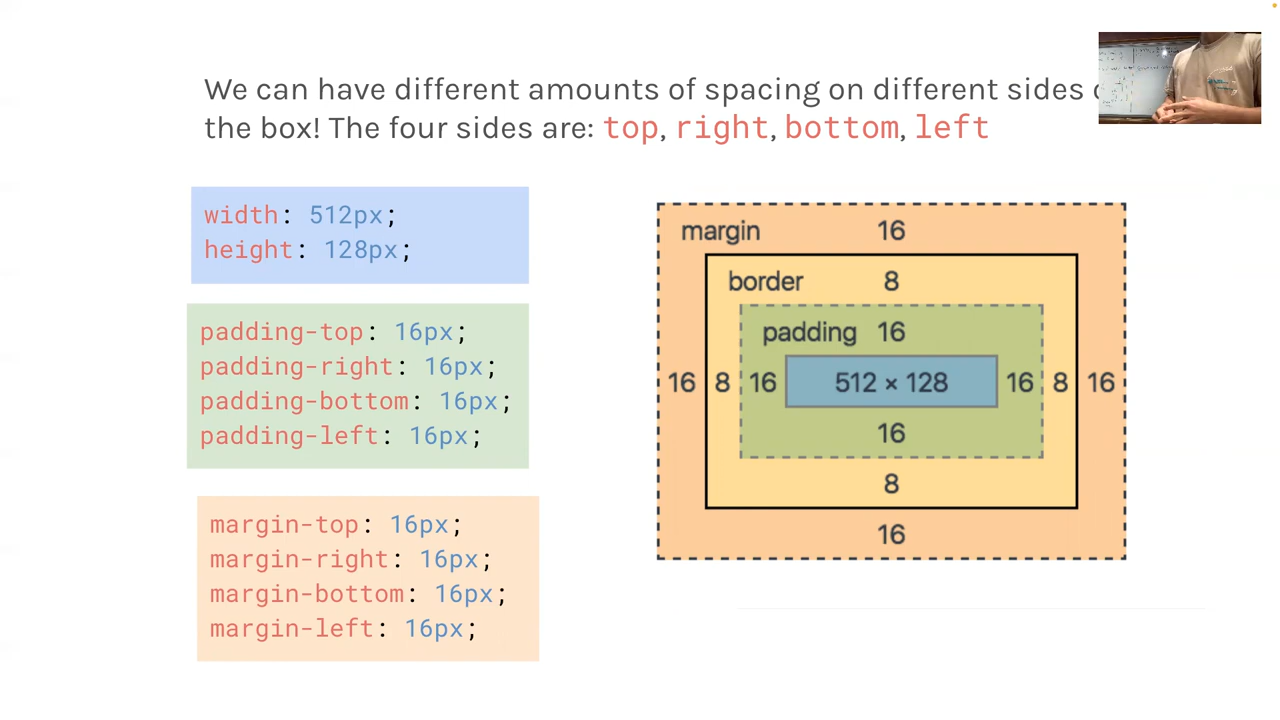 We can have different amounts of spacing on different sides
the box! The four sides are: top, right, bottom, left
width: 512px;
height: 128px;
padding-top: 16px;
padding-right: 16px;
padding-bottom: 16px;
padding-left: 16px;
margin-top: 16px;
margin-right: 16px;
margin-bottom: 16px;
margin-left: 16px;
margin 16
border 8
padding 16
16 8 16 512 × 128 16 8 16
16
8
16